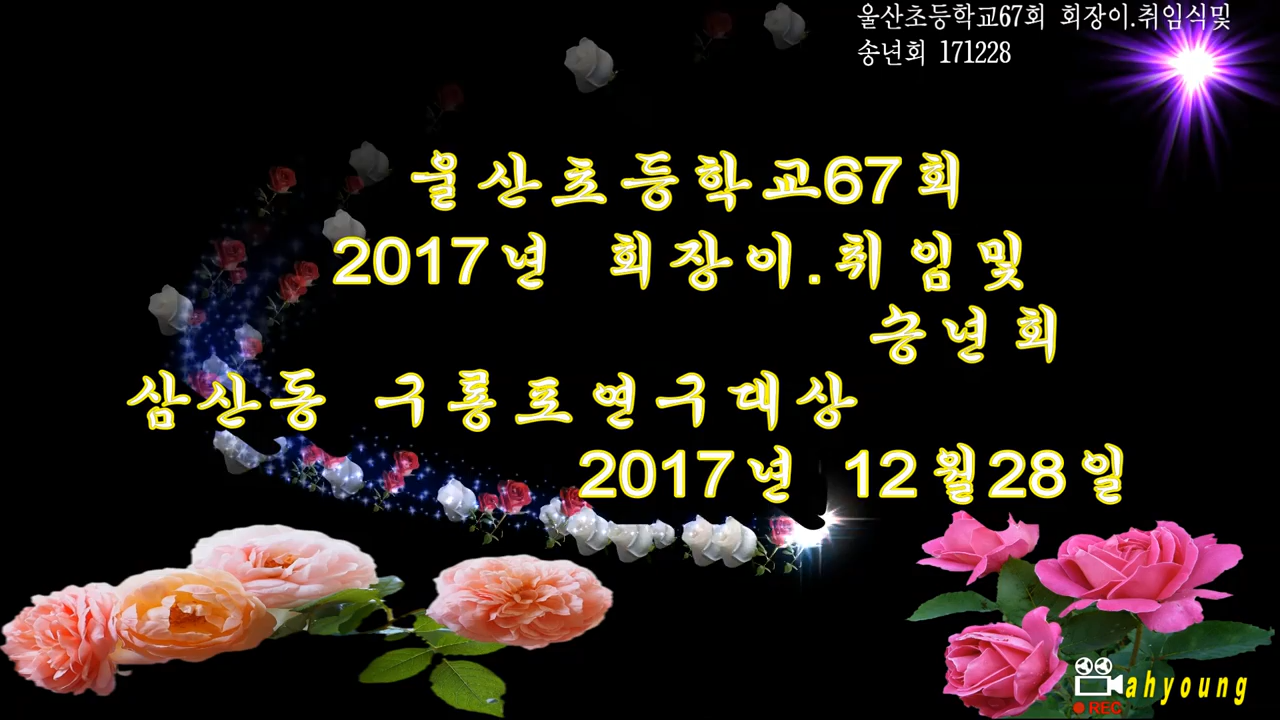 울산초등학교67회 회장이.취임식및
송년회 171228
울산초등학교67회
2017년 회장이.취임및
송년회
삼산동 구룡포연구대상
2017년 12월28일
ahyoung
REC